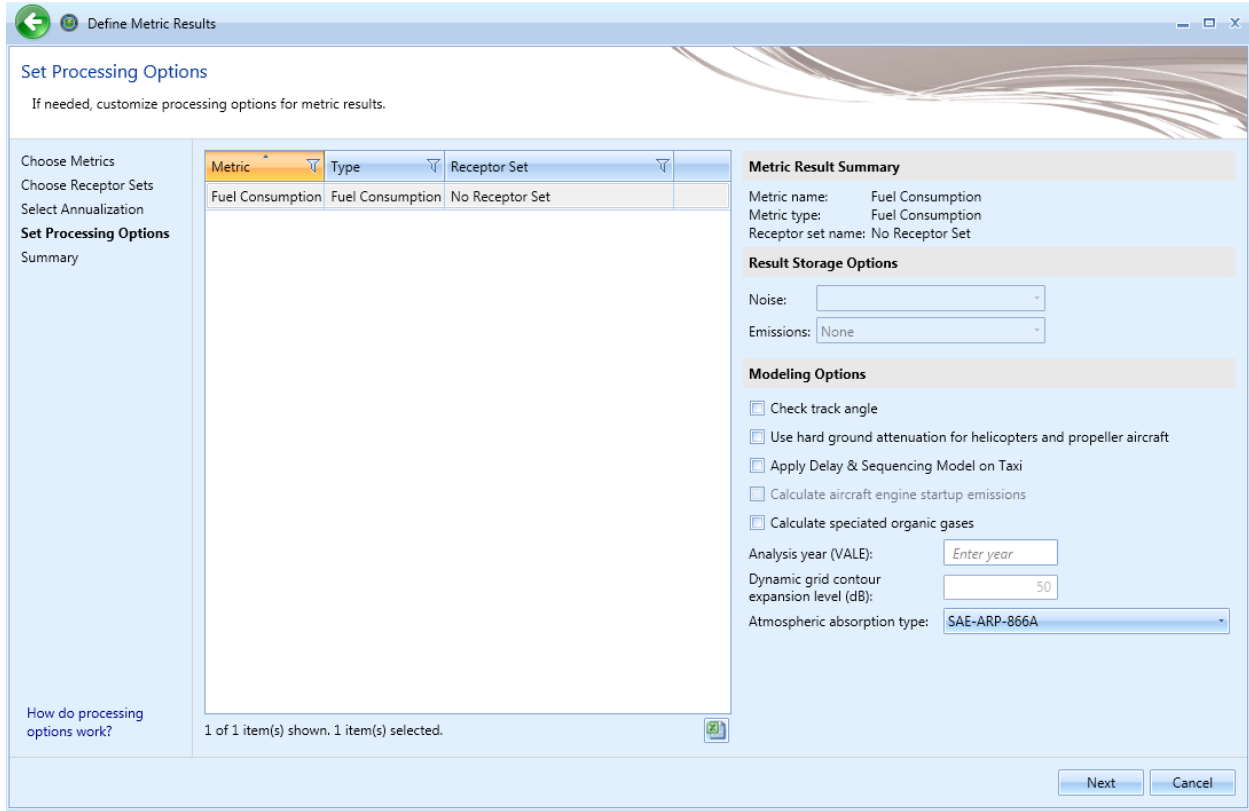 Define Metric Results
Set Processing Options
If needed, customize processing options for metric results.
Choose Metrics
Choose Receptor Sets
Select Annualization
Set Processing Options
Summary
How do processing
options work?
Metric Type Receptor Set
Fuel Consumption Fuel Consumption No Receptor Set
1 of 1 item(s) shown. 1 item(s) selected.
Metric Result Summary
Metric name: Fuel Consumption
Metric type: Fuel Consumption
Receptor set name: No Receptor Set
Result Storage Options
Noise:
Emissions: None
Modeling Options
Check track angle
Use hard ground attenuation for helicopters and propeller aircraft
Apply Delay & Sequencing Model on Taxi
Calculate aircraft engine startup emissions
Calculate speciated organic gases
Analysis year (VALE): Enter year
Dynamic grid contour
expansion level (dB): 50
Atmospheric absorption type: SAE-ARP-866A
Next Cancel